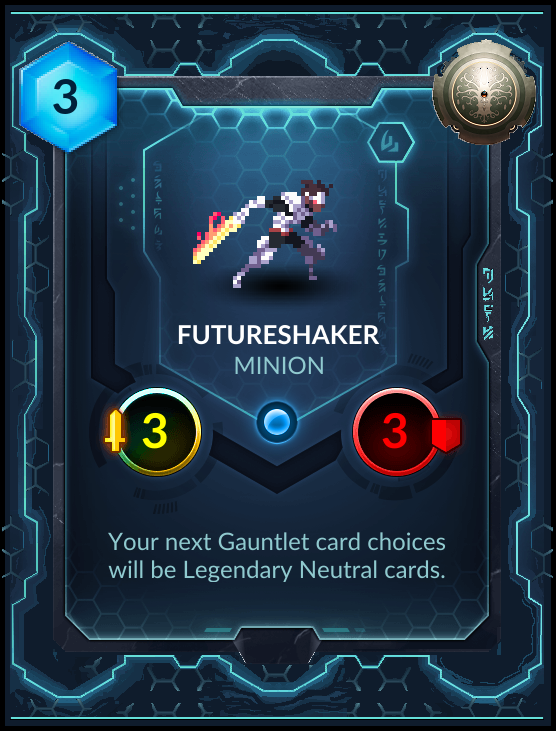 3
FUTURESHAKER
MINION
3
3
Your next Gauntlet card choices
will be Legendary Neutral cards.